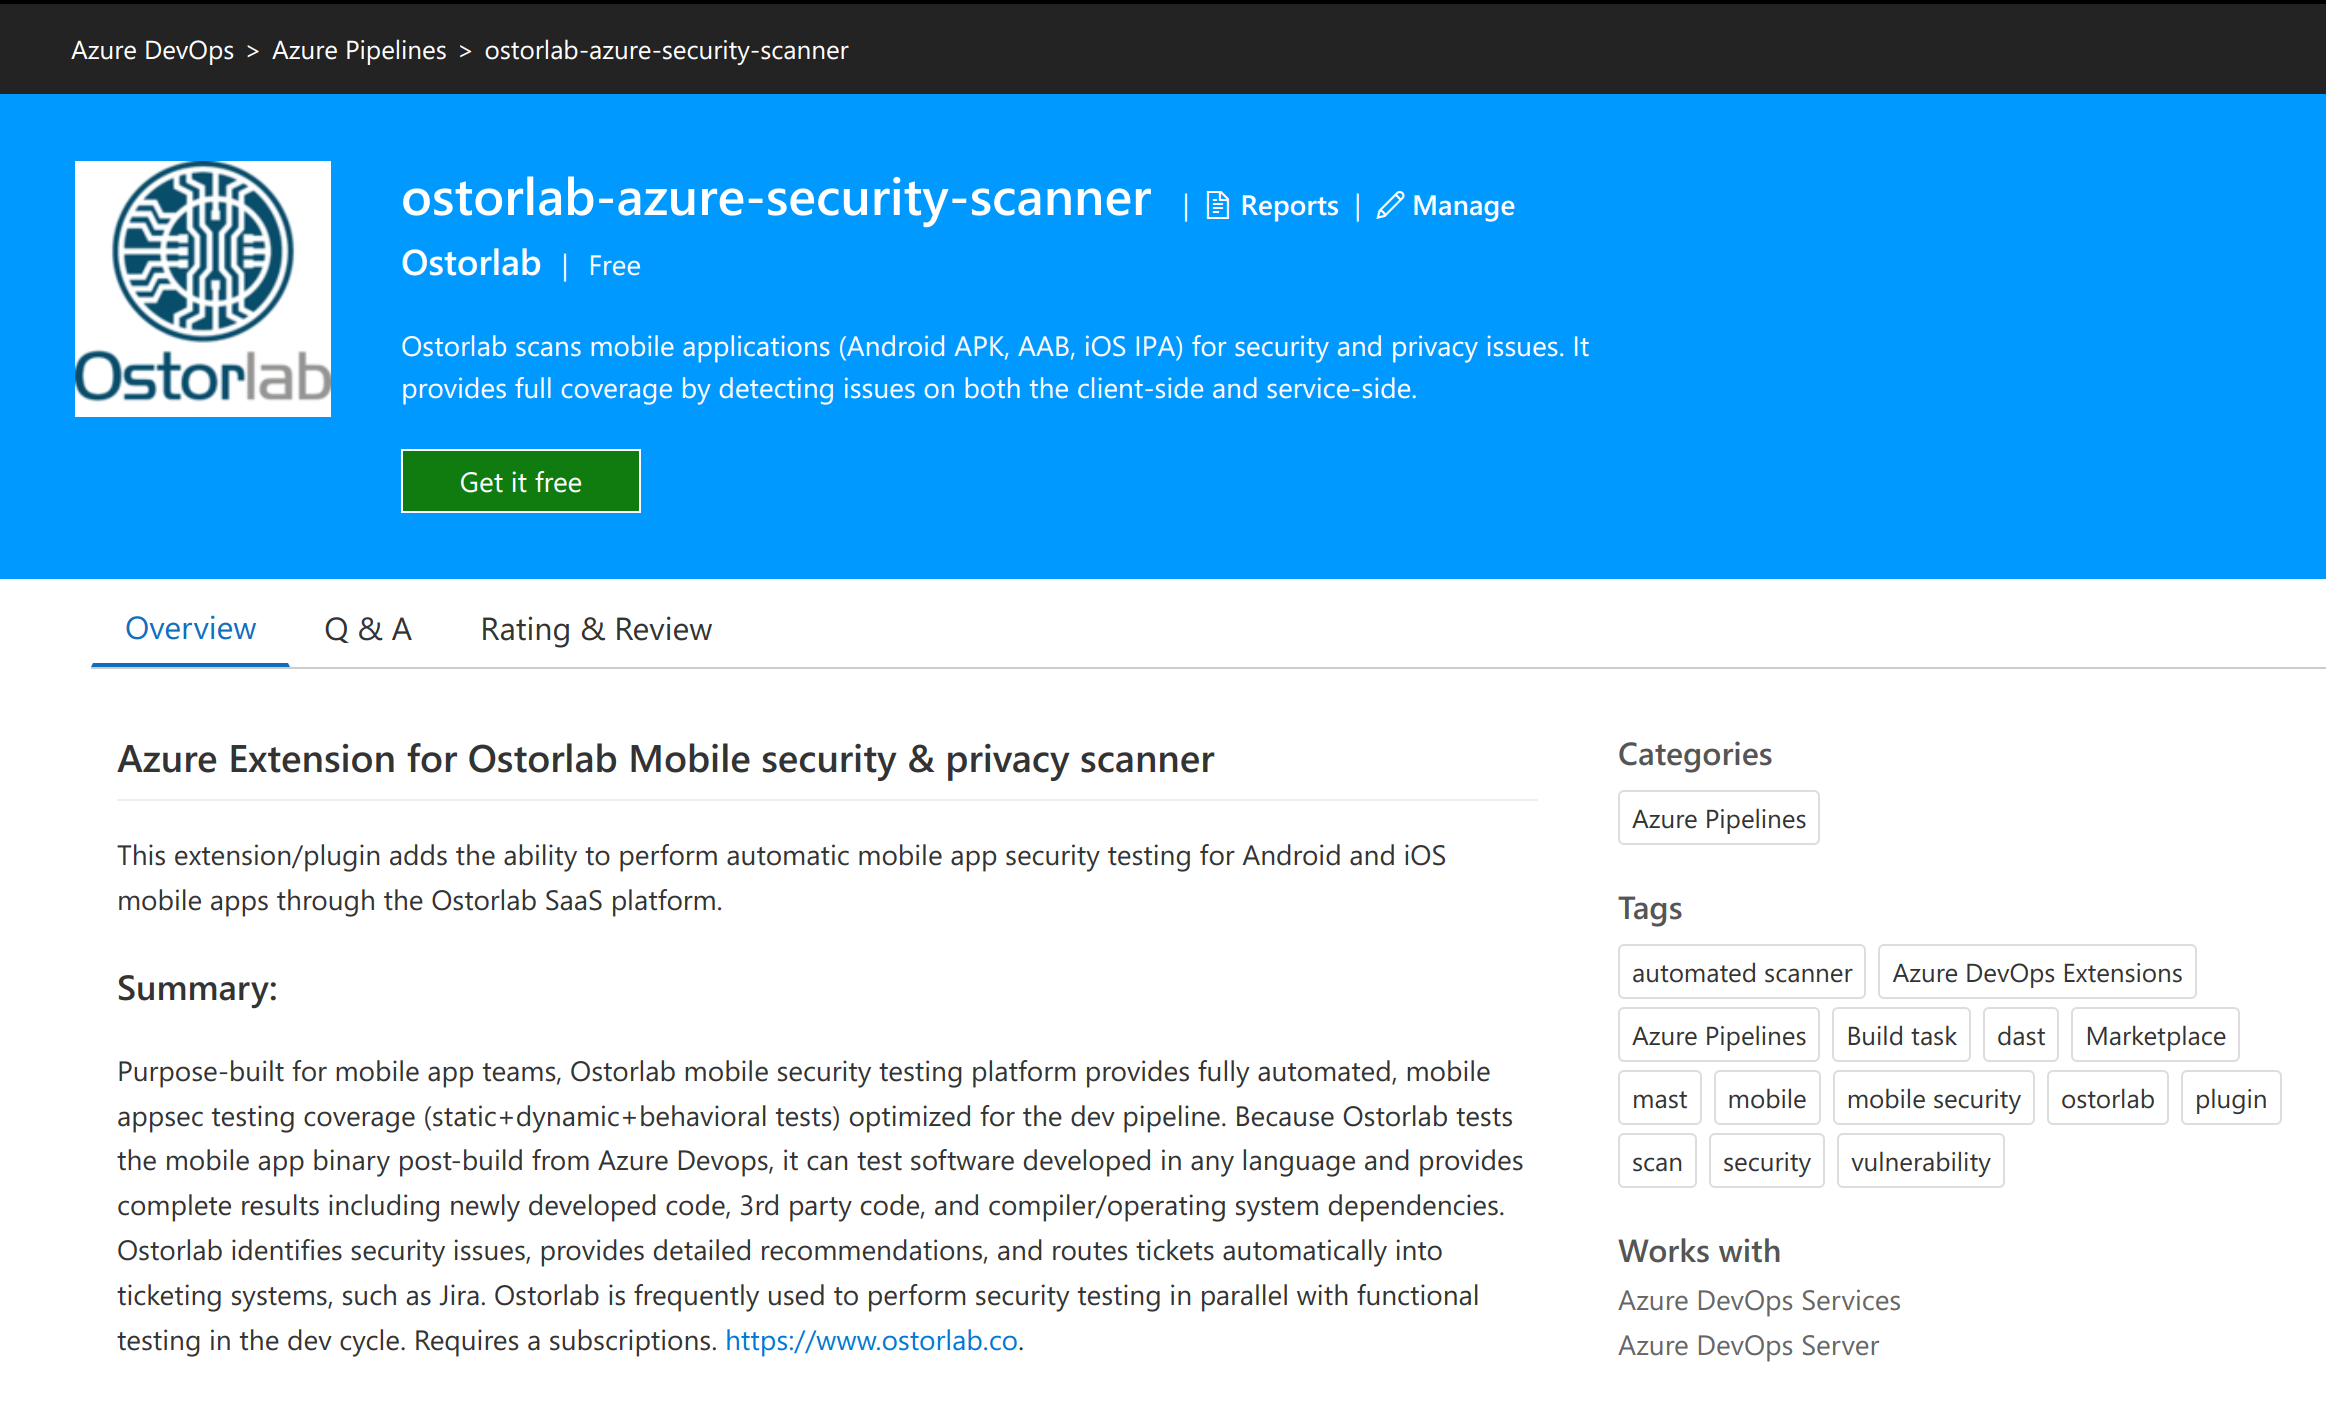 Azure DevOps > Azure Pipelines > ostorlab-azure-security-scanner
Ostorlab
ostorlab-azure-security-scanner | Reports | Manage
Ostorlab | Free
Ostorlab scans mobile applications (Android APK, AAB, iOS IPA) for security and privacy issues. It
provides full coverage by detecting issues on both the client-side and service-side.
Get it free
Overview Q & A Rating & Review
Azure Extension for Ostorlab Mobile security & privacy scanner
This extension/plugin adds the ability to perform automatic mobile app security testing for Android and iOS
mobile apps through the Ostorlab SaaS platform.
Summary:
Purpose-built for mobile app teams, Ostorlab mobile security testing platform provides fully automated, mobile
appsec testing coverage (static+dynamic+behavioral tests) optimized for the dev pipeline. Because Ostorlab tests
the mobile app binary post-build from Azure Devops, it can test software developed in any language and provides
complete results including newly developed code, 3rd party code, and compiler/operating system dependencies.
Ostorlab identifies security issues, provides detailed recommendations, and routes tickets automatically into
ticketing systems, such as Jira. Ostorlab is frequently used to perform security testing in parallel with functional
testing in the dev cycle. Requires a subscriptions. https://www.ostorlab.co.
Categories
Azure Pipelines
Tags
automated scanner Azure DevOps Extensions
Azure Pipelines Build task dast Marketplace
mast mobile mobile security ostorlab plugin
scan security vulnerability
Works with
Azure DevOps Services
Azure DevOps Server